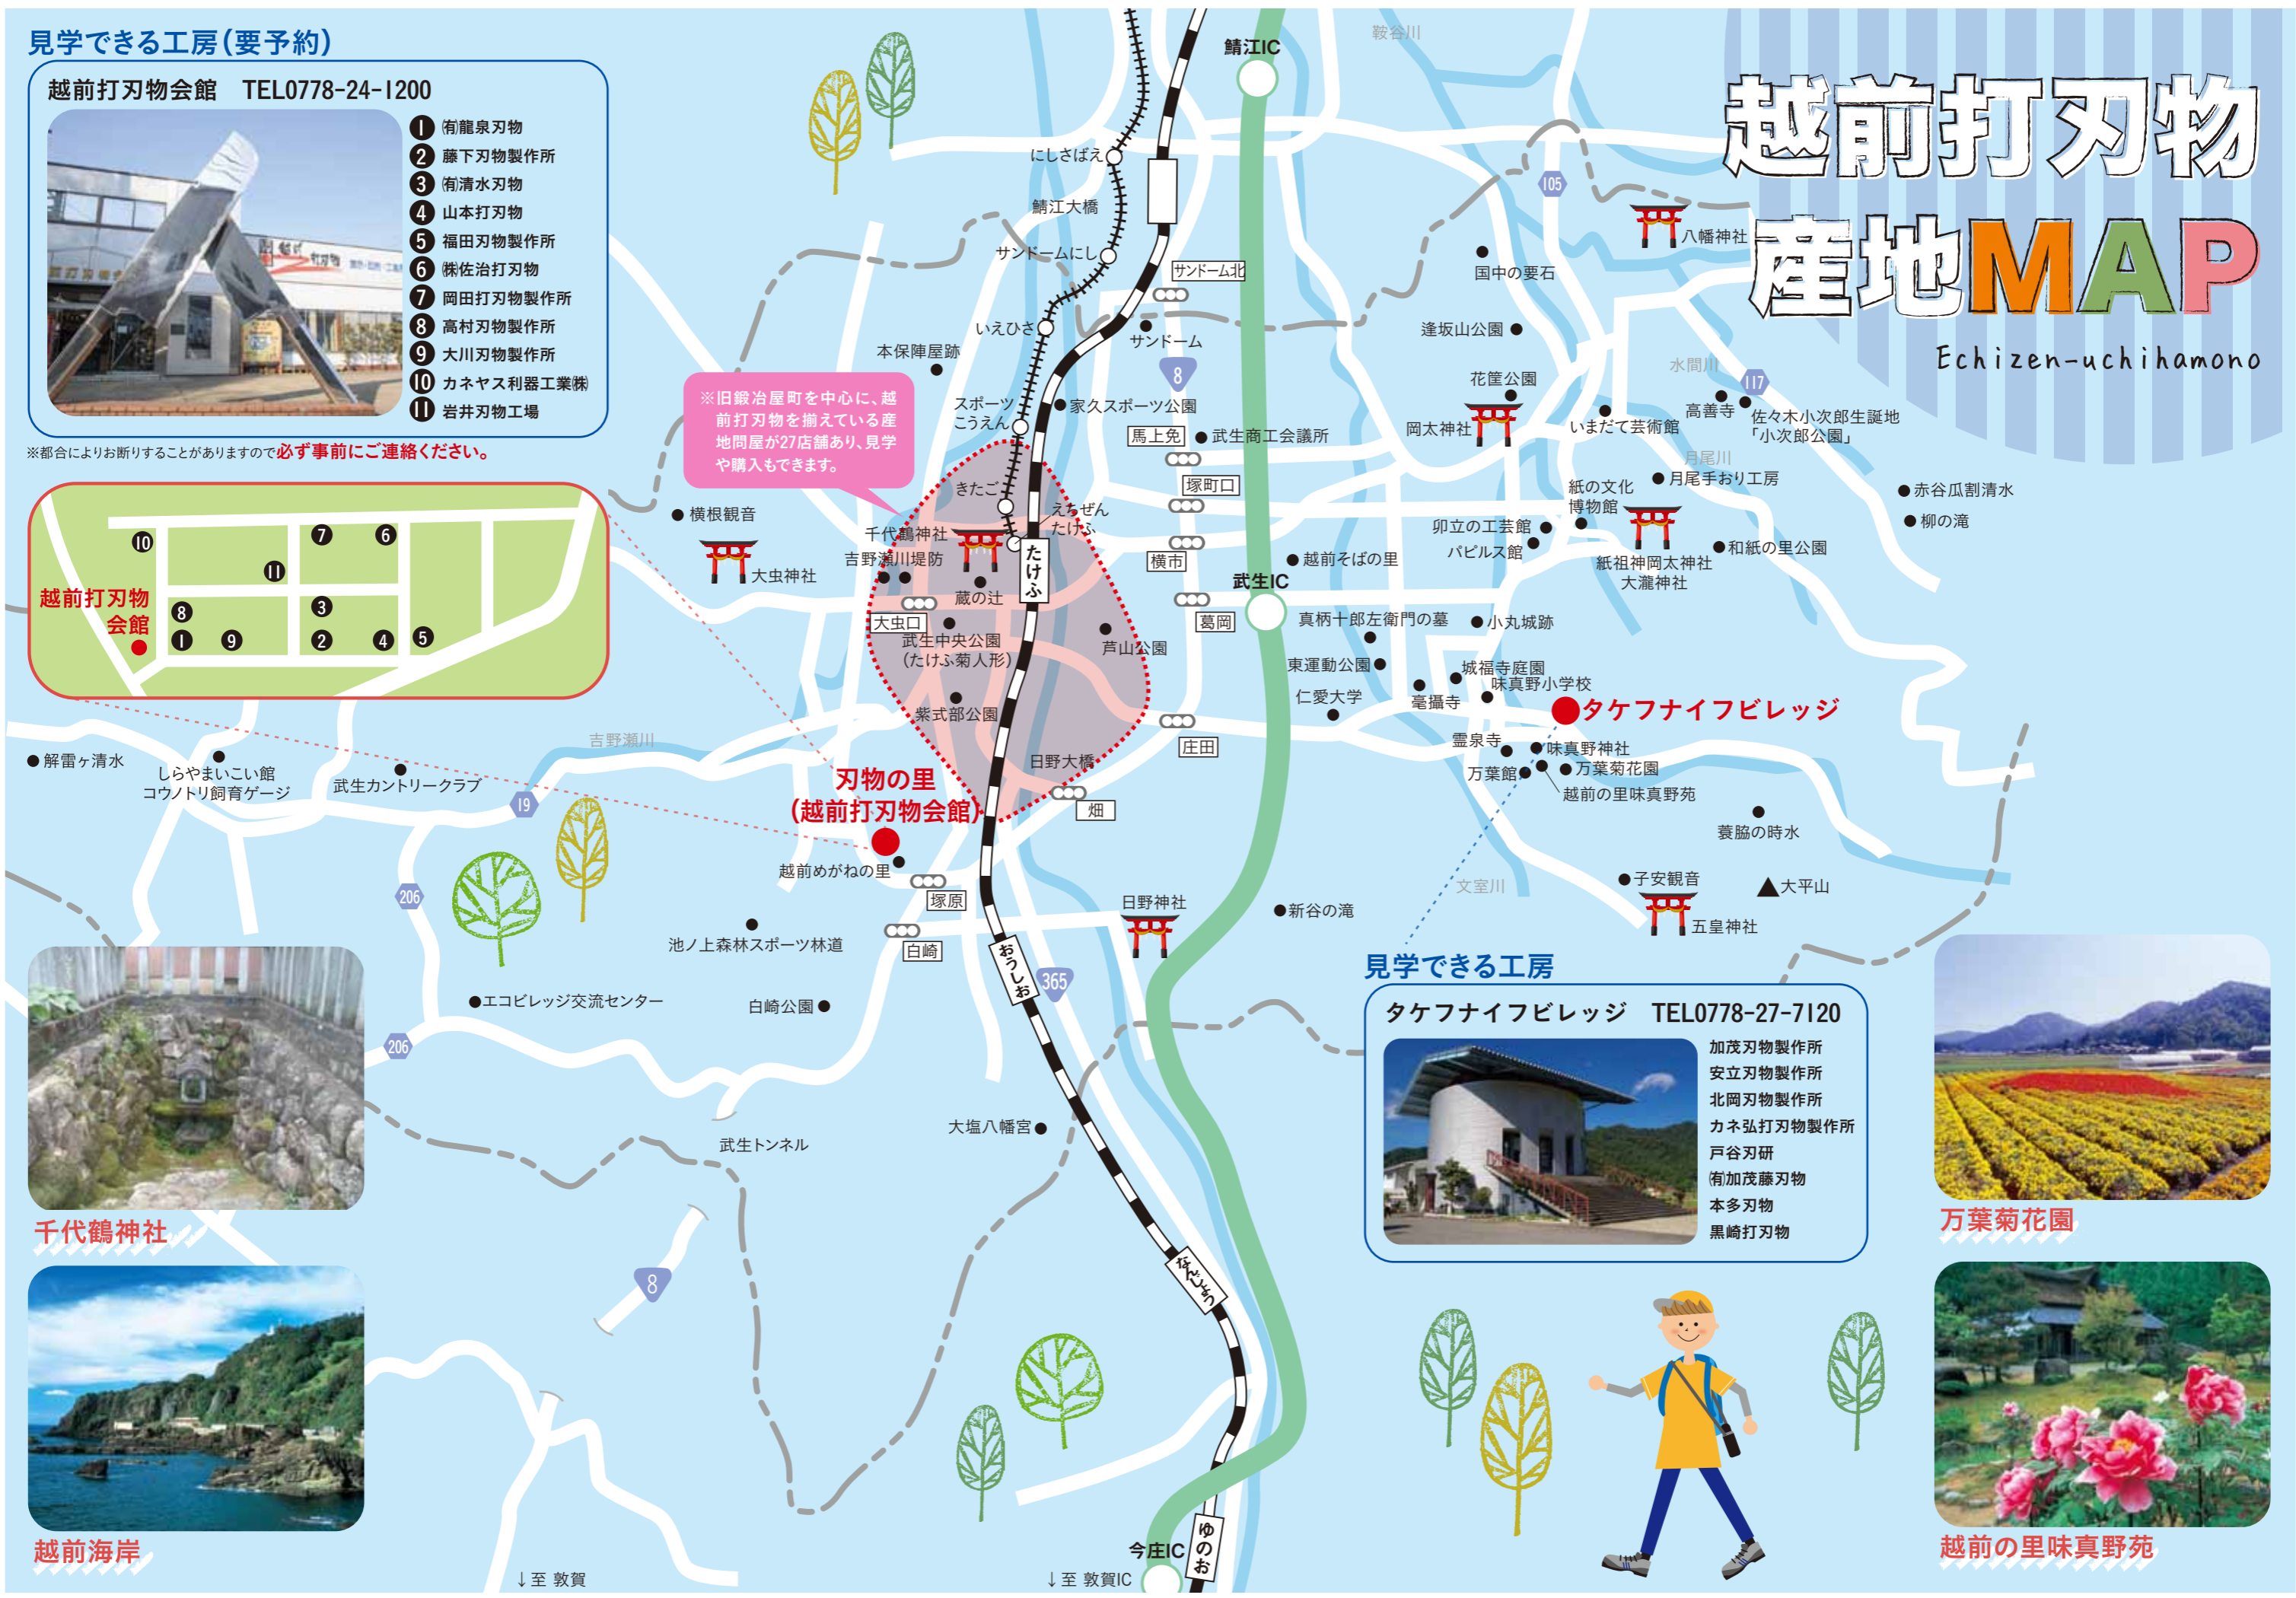 越前打刃物
産地MAP
Echizen-uchihamono
見学できる工房(要予約)
越前打刃物会館 TEL0778-24-1200
❶ ㈲龍泉刃物
❷ 藤下刃物製作所
❸ ㈲清水刃物
❹ 山本打刃物
❺ 福田刃物製作所
❻ ㈱佐治打刃物
❼ 岡田打刃物製作所
❽ 高村刃物製作所
❾ 大川刃物製作所
❿ カネヤス利器工業㈱
⓫ 岩井刃物工場
※都合によりお断りすることがありますので必ず事前にご連絡ください。
❿
❼
❻
⓫
❽
❸
❶
❾
❷
❹
❺
越前打刃物
会館
※旧鍛冶屋町を中心に、越
前打刃物を揃えている産
地問屋が27店舗あり、見学
や購入もできます。
鯖江IC
鞍谷川
にしさばえ
鯖江大橋
サンドームにし
サンドーム北
いえひさ
サンドーム
本保陣屋跡
スポーツ
こうえん
家久スポーツ公園
8
馬上免
武生商工会議所
きたご
塚町口
えちぜん
たけふ
千代鶴神社
吉野瀬川堤防
たけふ
横市
横根観音
大虫神社
蔵の辻
大虫口
武生中央公園
(たけふ菊人形)
芦山公園
葛岡
武生IC
越前そばの里
紫式部公園
庄田
日野大橋
畑
吉野瀬川
刃物の里
(越前打刃物会館)
越前めがねの里
塚原
白崎
日野神社
おうしお
365
105
八幡神社
国中の要石
逢坂山公園
花筐公園
岡太神社
水間川
117
高善寺
佐々木小次郎生誕地
「小次郎公園」
いまだて芸術館
月尾川
月尾手おり工房
紙の文化
博物館
卯立の工芸館
パピルス館
紙祖神岡太神社
大瀧神社
和紙の里公園
赤谷瓜割清水
柳の滝
真柄十郎左衛門の墓
小丸城跡
東運動公園
城福寺庭園
味真野小学校
毫攝寺
仁愛大学
タケフナイフビレッジ
霊泉寺
味真野神社
万葉館
万葉菊花園
越前の里味真野苑
蓑脇の時水
文室川
子安観音
大平山
五皇神社
新谷の滝
解雷ヶ清水
しらやまいこい館
コウノトリ飼育ゲージ
武生カントリークラブ
19
206
206
池ノ上森林スポーツ林道
エコビレッジ交流センター
白崎公園
大塩八幡宮
武生トンネル
8
なんじょう
今庄IC
ゆのお
↓至 敦賀
↓至 敦賀IC
見学できる工房
タケフナイフビレッジ TEL0778-27-7120
加茂刃物製作所
安立刃物製作所
北岡刃物製作所
カネ弘打刃物製作所
戸谷刃研
㈲加茂藤刃物
本多刃物
黒崎打刃物
千代鶴神社
越前海岸
万葉菊花園
越前の里味真野苑